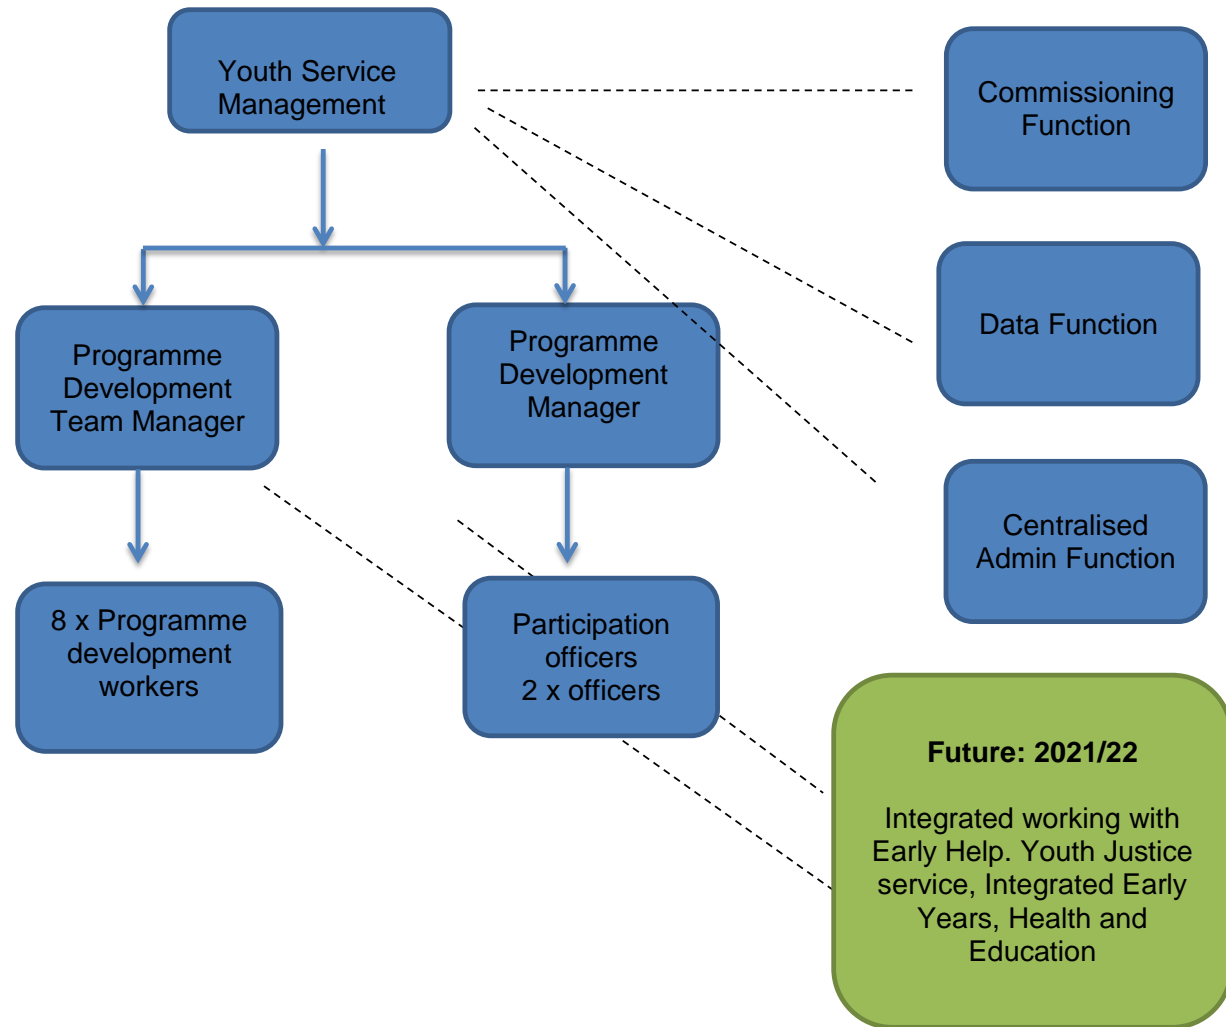 Youth Service
Management
Commissioning
Function
Data Function
Programme
Development
Team Manager
Programme
Development
Manager
Centralised
Admin Function
8 x Programme
development
workers
Participation
officers
2 x officers
Future: 2021/22
Integrated working with
Early Help. Youth Justice
service, Integrated Early
Years, Health and
Education